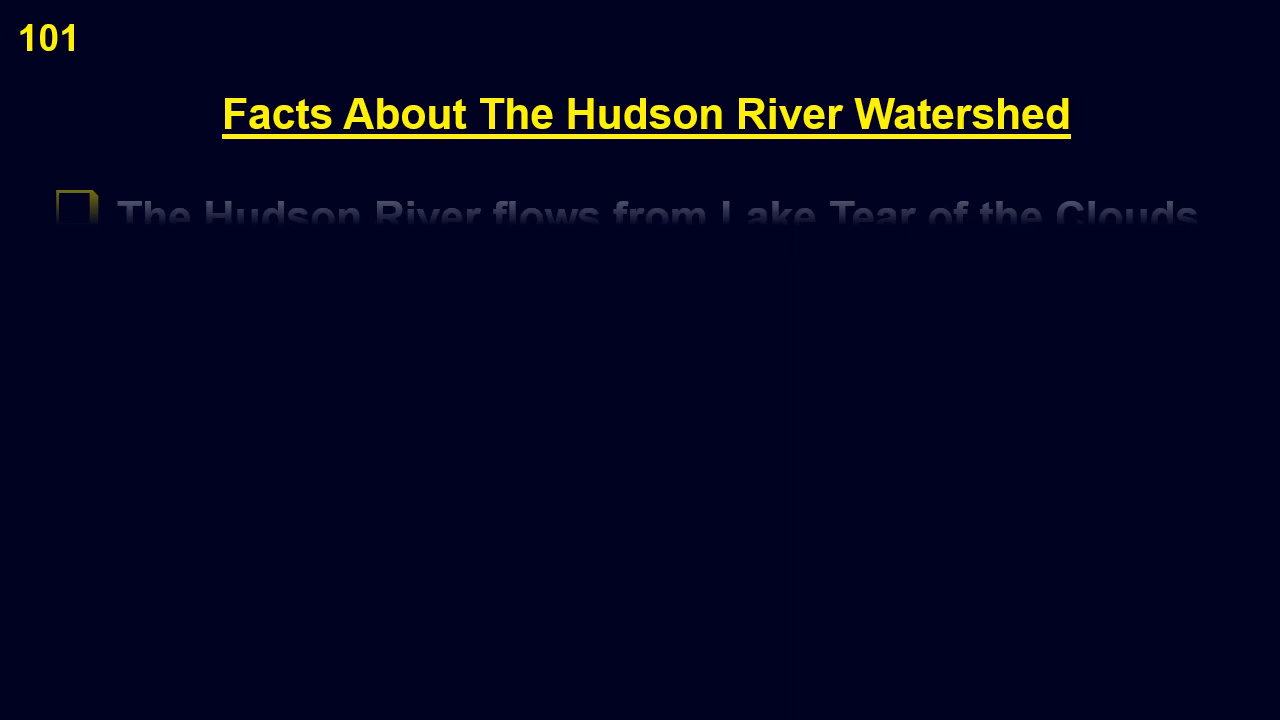 101
Facts About The Hudson River Watershed
The Hudson River flows from Lake Tear of the Clouds